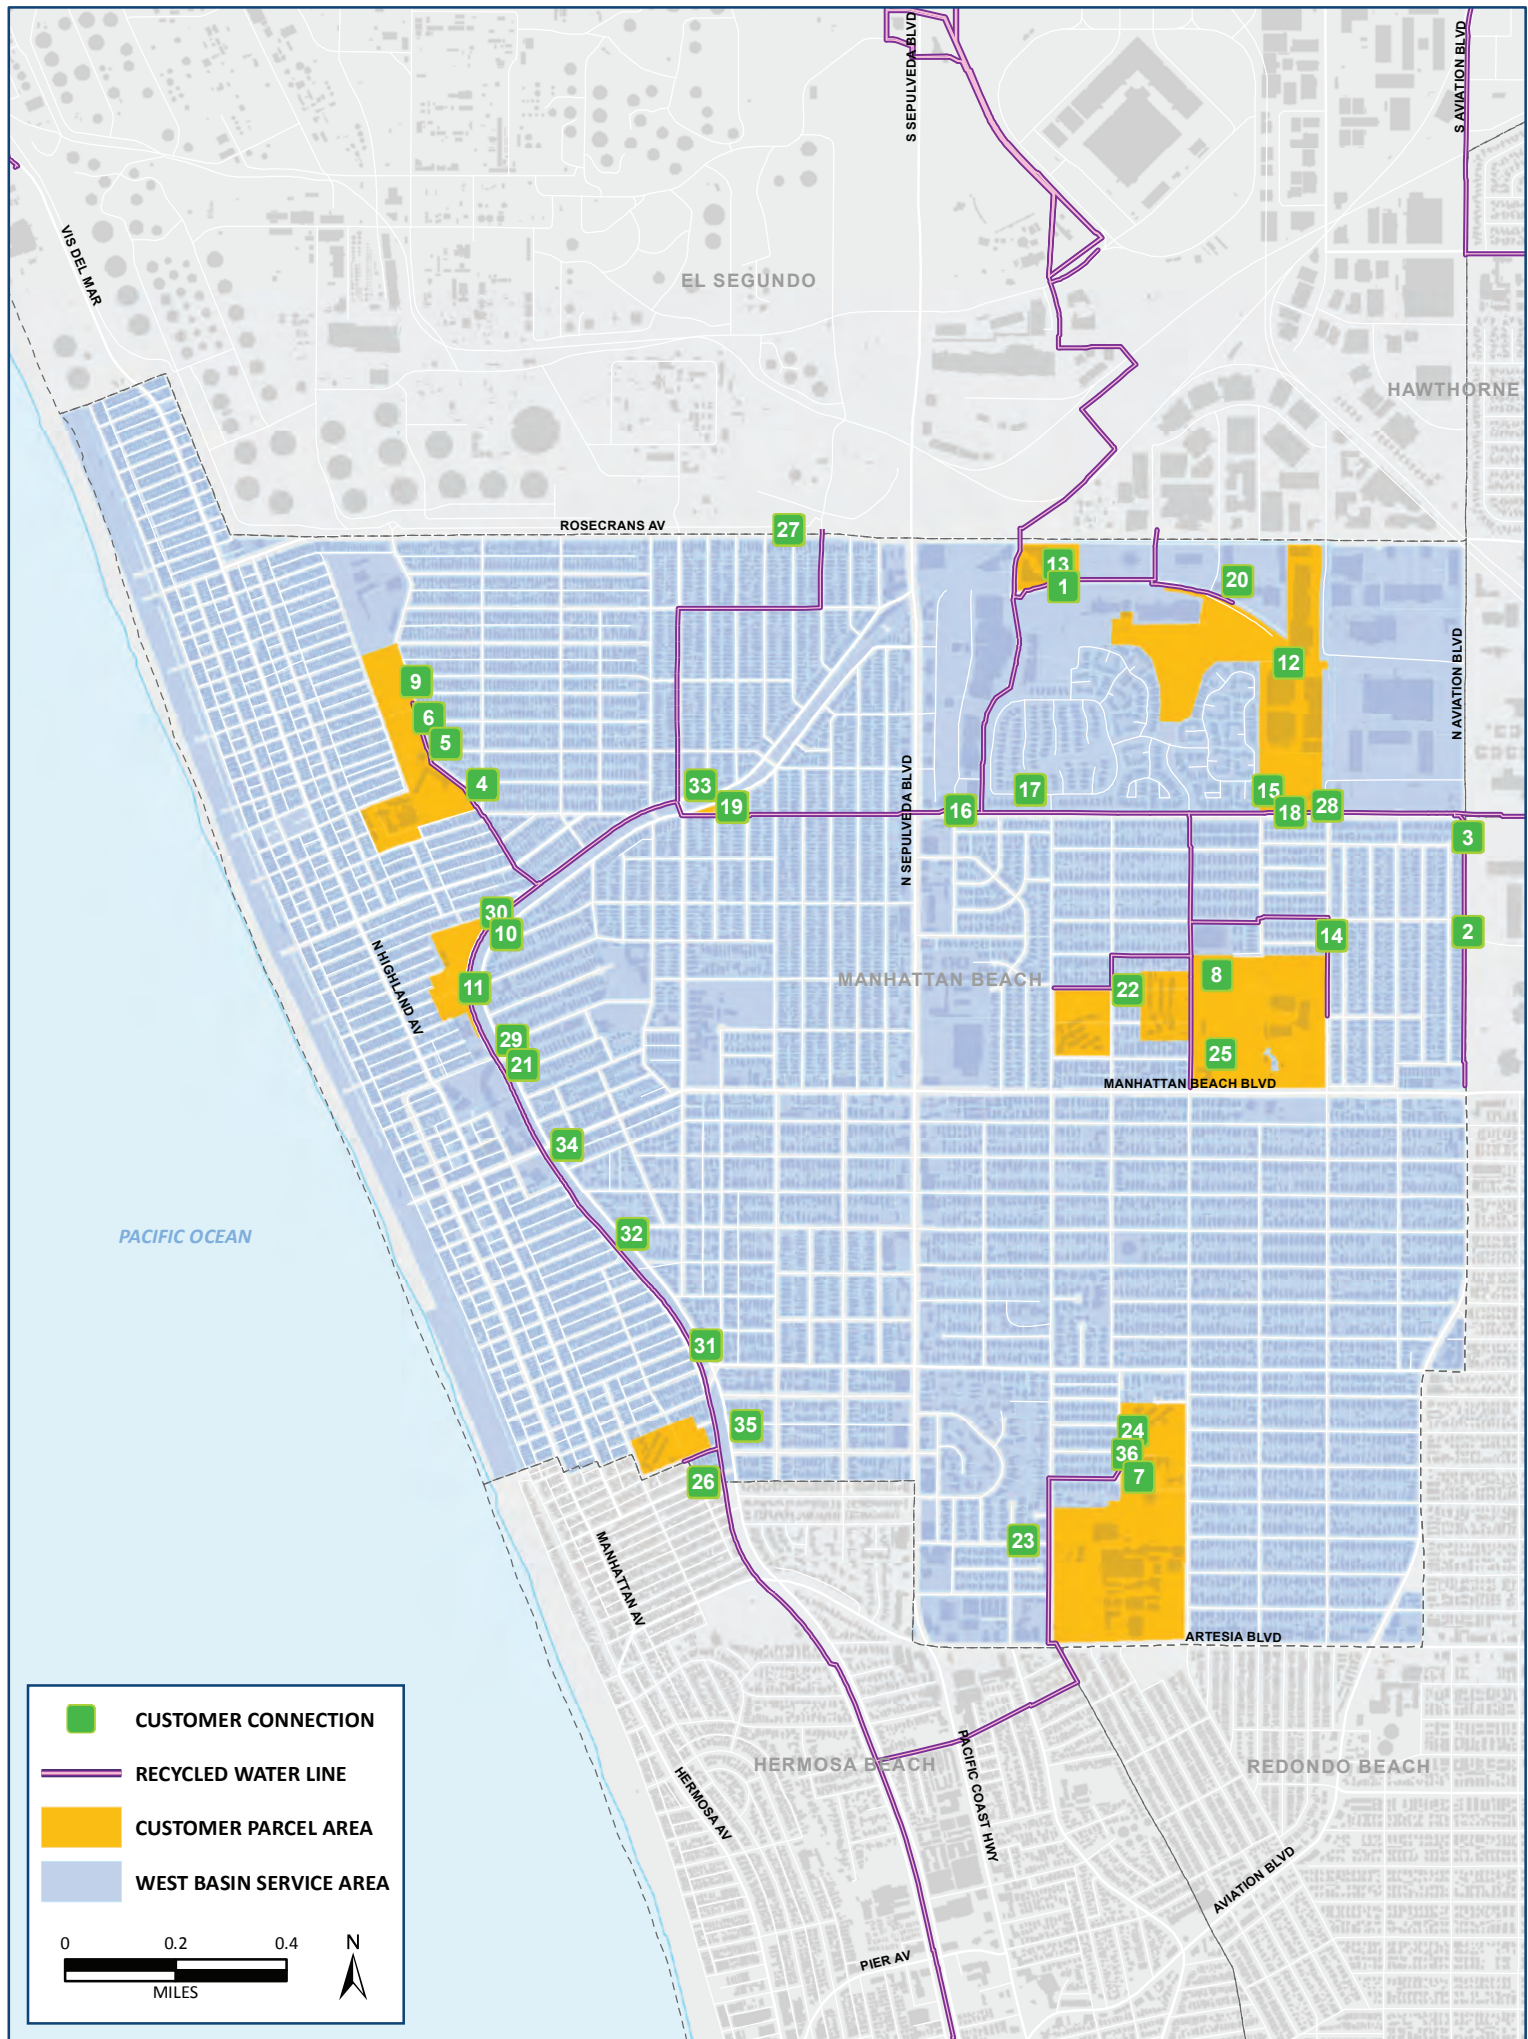 S SEPULVEDA BLVD
S AVIATION BLVD
VIS DEL MAR
EL SEGUNDO
HAWTHORNE
ROSECRANS AV
27
13
1
20
12
9
6
5
4
N AVIATION BLVD
N SEPULVEDA BLVD
33
19
16
17
15
18
28
3
30
10
14
2
N HIGHLAND AV
MANHATTAN BEACH
8
11
22
29
21
25
MANHATTAN BEACH BLVD
34
PACIFIC OCEAN
32
31
35
24
36
7
26
23
MANHATTAN AV
ARTESIA BLVD
HERMOSA BEACH
PACIFIC COAST HWY
REDONDO BEACH
HERMOSA AV
AVIATION BLVD
PIER AV
CUSTOMER CONNECTION
RECYCLED WATER LINE
CUSTOMER PARCEL AREA
WEST BASIN SERVICE AREA
0 0.2 0.4 N
MILES